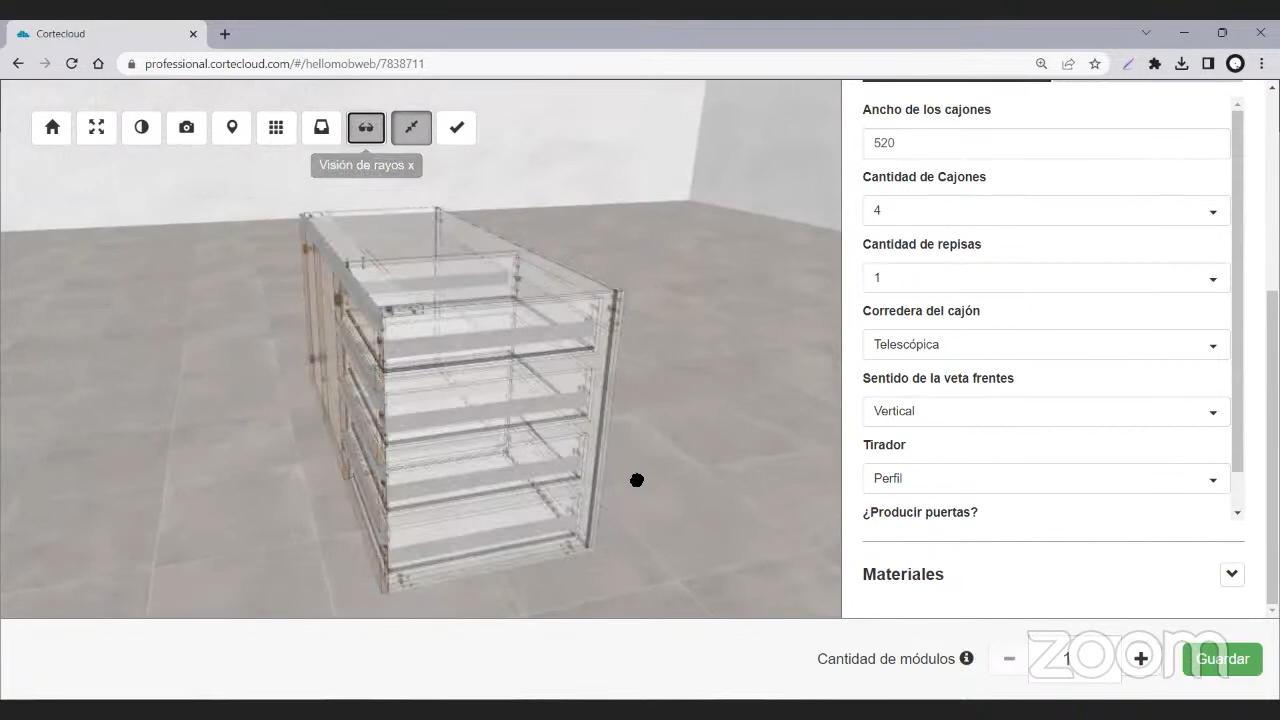 Cortecloud
professional.cortecloud.com/#/hellomobweb/7838711
Visión de rayos x
Ancho de los cajones
520
Cantidad de Cajones
4
Cantidad de repisas
1
Corredera del cajón
Telescópica
Sentido de la veta frentes
Vertical
Tirador
Perfil
¿Producir puertas?
Materiales
Cantidad de módulos
1
Guardar
zoom